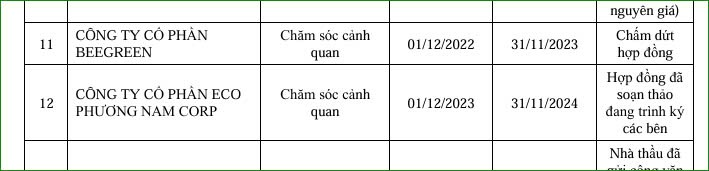 nguyên giá)
11 CÔNG TY CỔ PHẦN BEEGREEN Chăm sóc cảnh quan 01/12/2022 31/11/2023 Chấm dứt hợp đồng
12 CÔNG TY CỔ PHẦN ECO PHƯƠNG NAM CORP Chăm sóc cảnh quan 01/12/2023 31/11/2024 Hợp đồng đã soạn thảo đang trình ký các bên
Nhà thầu đã
gửi công văn